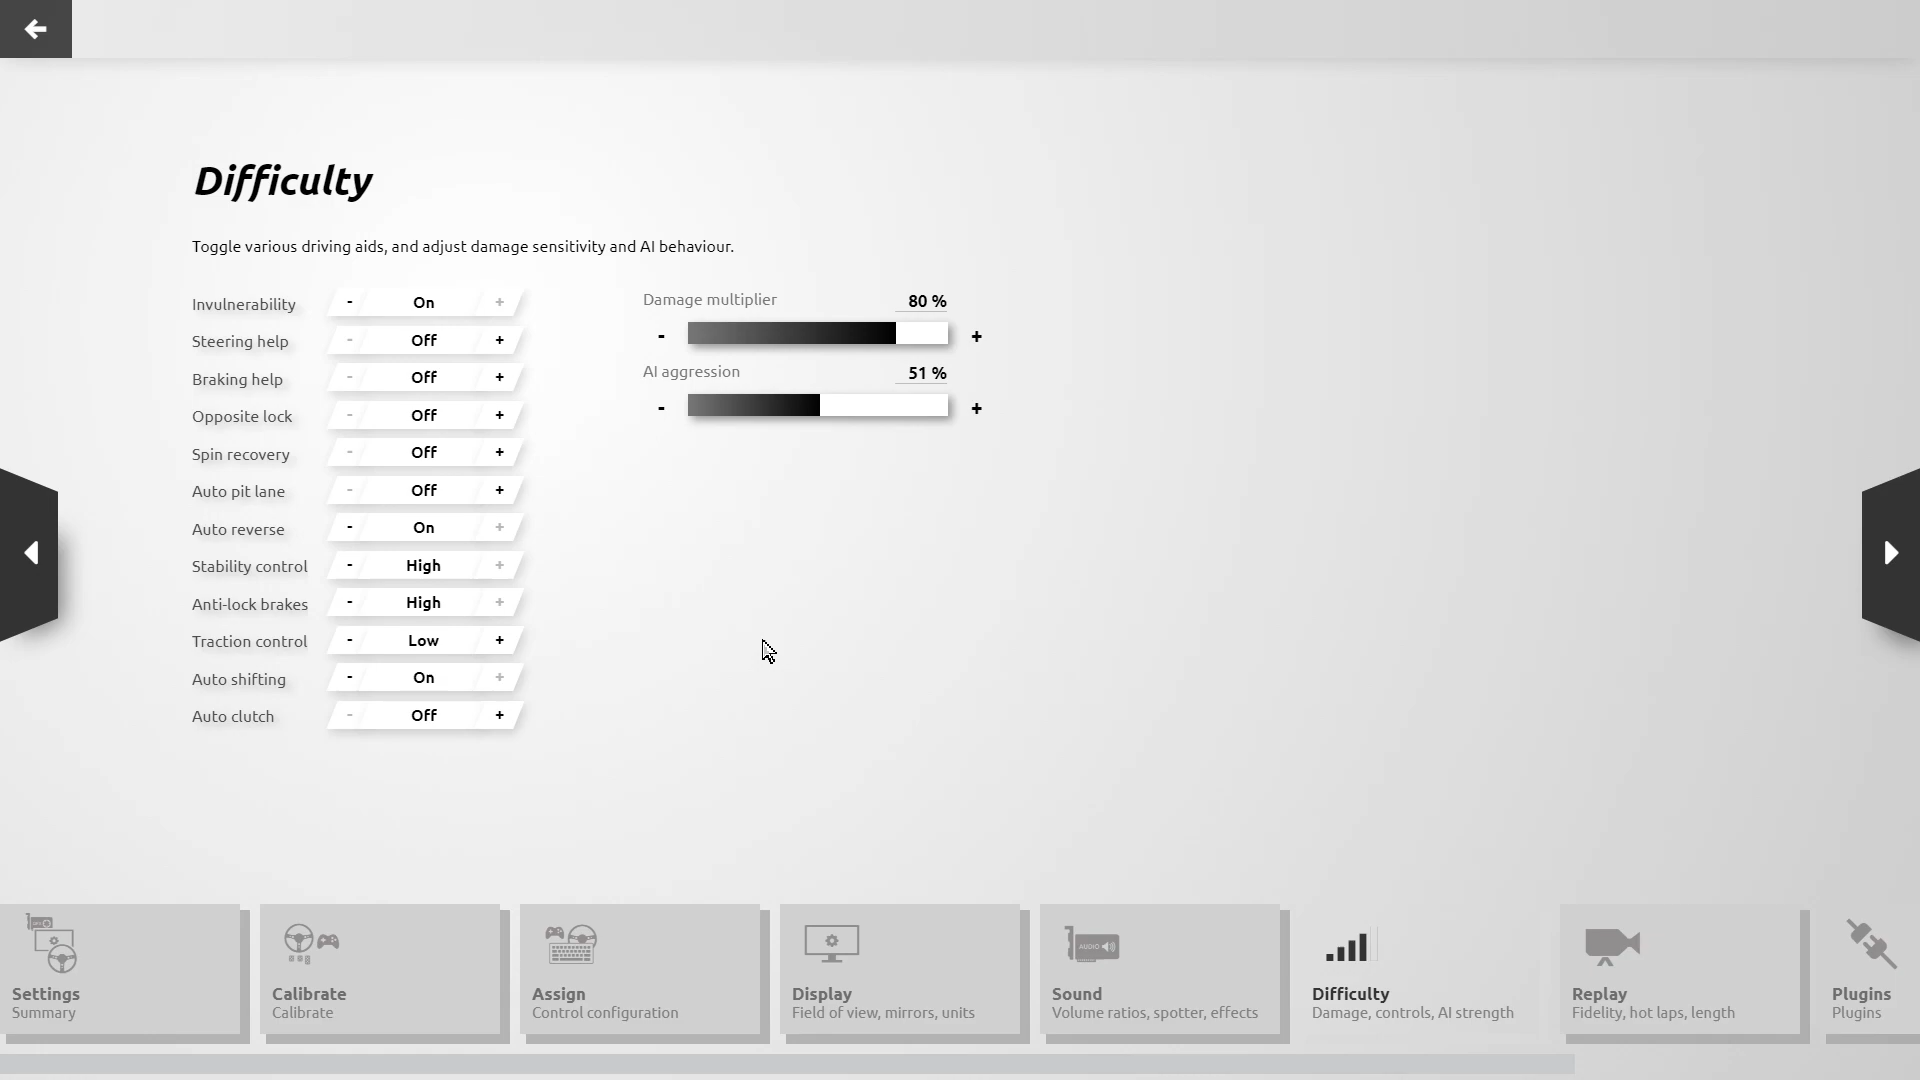 Difficulty
Toggle various driving aids, and adjust damage sensitivity and AI behaviour.
Invulnerability - On +
Steering help - Off +
Braking help - Off +
Opposite lock - Off +
Spin recovery - Off +
Auto pit lane - Off +
Auto reverse - On +
Stability control - High +
Anti-lock brakes - High +
Traction control - Low +
Auto shifting - On +
Auto clutch - Off +
Damage multiplier 80 %
- +
AI aggression 51 %
- +
Settings
Summary
Calibrate
Calibrate
Assign
Control configuration
Display
Field of view, mirrors, units
AUDIO
Sound
Volume ratios, spotter, effects
Difficulty
Damage, controls, AI strength
Replay
Fidelity, hot laps, length
Plugins
Plugins